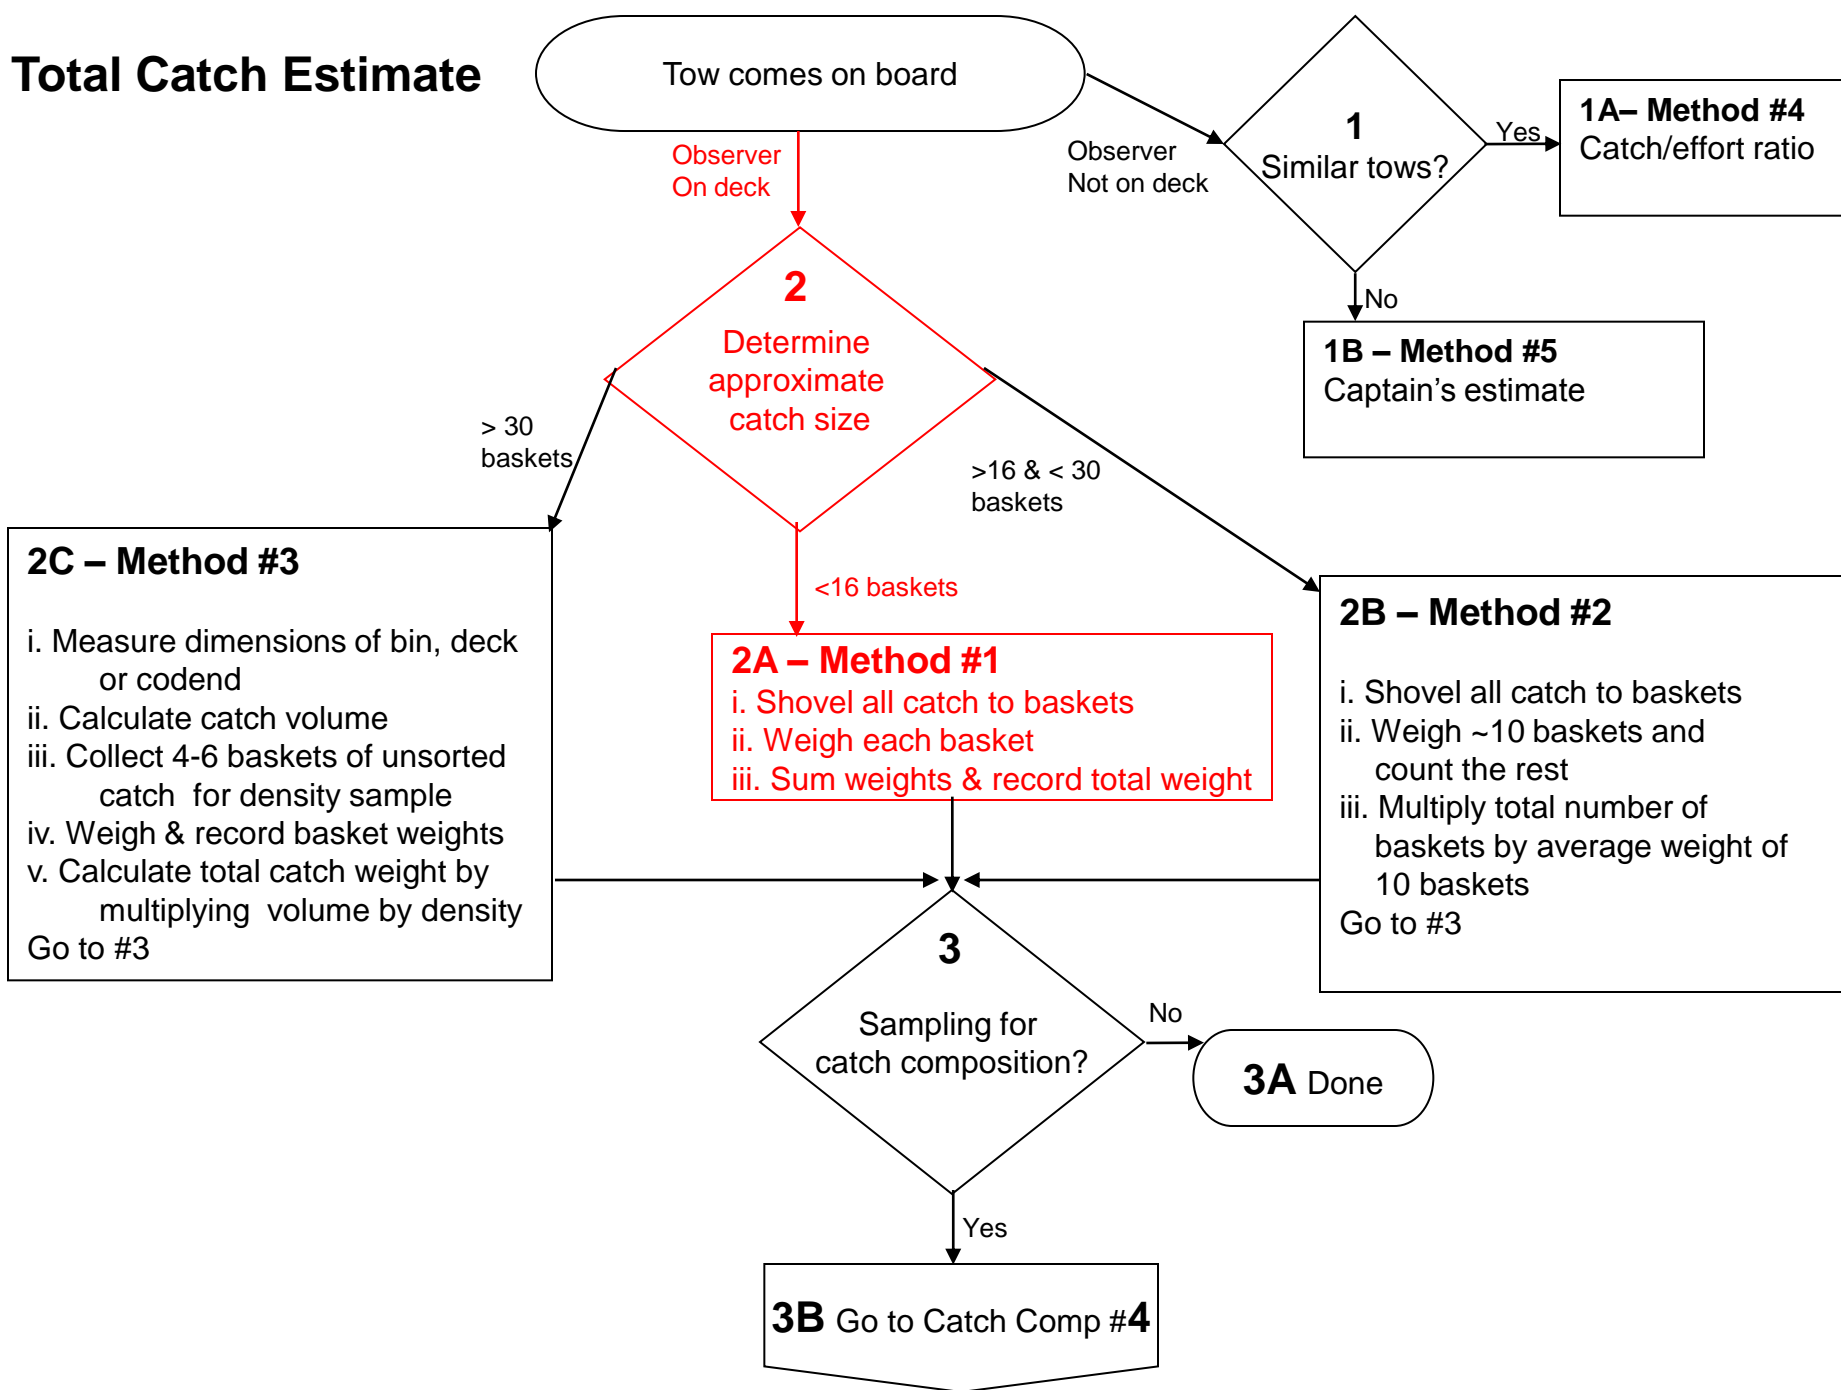 Total Catch Estimate
Tow comes on board
Observer
On deck
Observer
Not on deck
1
Similar tows?
Yes
1A– Method #4
Catch/effort ratio
No
1B – Method #5
Captain’s estimate
2
Determine
approximate
catch size
> 30
baskets
>16 & < 30
baskets
<16 baskets
2C – Method #3
i. Measure dimensions of bin, deck
or codend
ii. Calculate catch volume
iii. Collect 4-6 baskets of unsorted
catch  for density sample
iv. Weigh & record basket weights
v. Calculate total catch weight by
multiplying  volume by density
Go to #3
2A – Method #1
i. Shovel all catch to baskets
ii. Weigh each basket
iii. Sum weights & record total weight
2B – Method #2
i. Shovel all catch to baskets
ii. Weigh ~10 baskets and
count the rest
iii. Multiply total number of
baskets by average weight of
10 baskets
Go to #3
3
Sampling for
catch composition?
No
3A Done
Yes
3B Go to Catch Comp #4